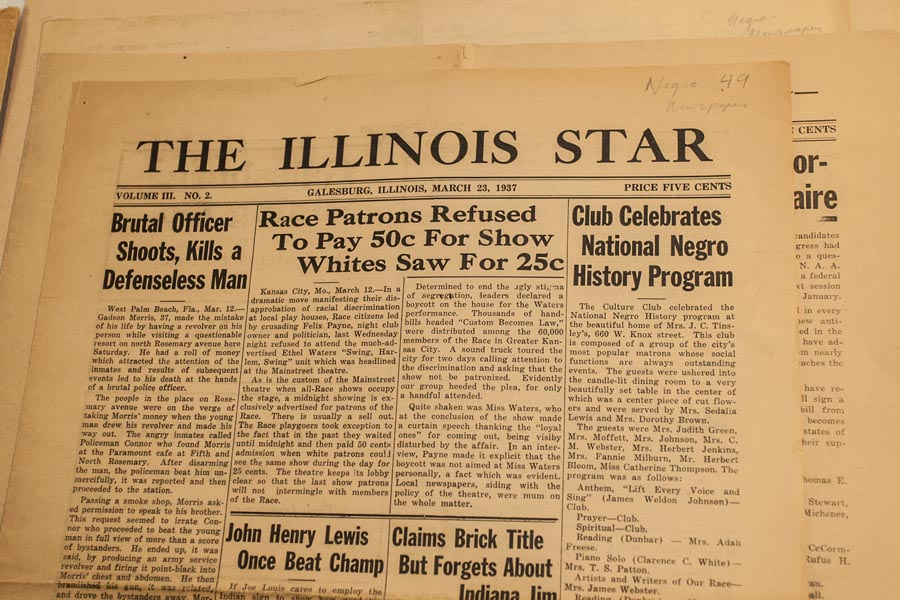 Negro 49
Newspaper
THE ILLINOIS STAR
VOLUME III. NO. 2.
GALESBURG, ILLINOIS, MARCH 23, 1937
PRICE FIVE CENTS
Brutal Officer
Shoots, Kills a
Defenseless Man
West Palm Beach, Fla., Mar. 12.—
Gadson Morris, 37, made the mistake
of his life by having a revolver on his
person while visiting a questionable
resort on north Rosemary avenue here
Saturday. He had a roll of money
which attracted the attention of the
inmates and results of subsequent
events led to his death at the hands
of a brutal police officer.
The people in the place on Rose-
mary avenue were on the verge of
taking Morris' money when the young
man drew his revolver and made his
way out. The angry inmates called
Policeman Connor who found Morris
at the Paramount cafe at Fifth and
North Rosemary. After disarming
the man, the policeman beat him un-
mercifully, it was reported and then
proceeded to the station.
Passing a smoke shop, Morris ask-
ed permission to speak to his brother.
This request seemed to irrate Con-
nor who proceeded to beat the young
man in full view of more than a score
of bystanders. He ended up, it was
said, by producing an army service
revolver and firing it point-black into
Morris' chest and abdomen. He then
brandished his gun, it was related,
and drove the bystanders away. Mor-
Race Patrons Refused
To Pay 50c For Show
Whites Saw For 25c
Kansas City, Mo., March 12.—In a
dramatic move manifesting their dis-
approbation of racial discrimination
at local play houses, Race citizens led
by crusading Felix Payne, night club
owner and politician, last Wednesday
night refused to attend the much-ad-
vertised Ethel Waters "Swing, Har-
lem, Swing" unit which was headlined
at the Mainstreet theatre.
As is the custom of the Mainstreet
theatre when all-Race shows occupy
the stage, a midnight showing is ex-
clusively advertised for patrons of the
Race. There is usually a sell out.
The Race playgoers took exception to
the fact that in the past they waited
until midnight and then paid 50 cents
admission when white patrons could
see the same show during the day for
25 cents. The theatre keeps its lobby
clear so that the last show patrons
will not intermingle with members
of the Race.
Determined to end the ugly stigma
of segregation, leaders declared a
boycott on the house for the Waters
performance. Thousands of hand-
bills headed "Custom Becomes Law,"
were distributed among the 60,000
members of the Race in Greater Kan-
sas City. A sound truck toured the
city for two days calling attention to
the discrimination and asking that the
show not be patronized. Evidently
our group heeded the plea, for only
a handful attended.
Quite shaken was Miss Waters, who
at the conclusion of the show made
a curtain speech thanking the "loyal
ones" for coming out, being visibly
disturbed by the affair. In an inter-
view, Payne made it explicit that the
boycott was not aimed at Miss Waters
personally, a fact which was evident.
Local newspapers, siding with the
policy of the theatre, were mum on
the whole matter.
John Henry Lewis
Once Beat Champ
If Joe Louis cares to employ the
Indian sign to show how
Claims Brick Title
But Forgets About
Indiana Jim
Club Celebrates
National Negro
History Program
The Culture Club celebrated the
National Negro History program at
the beautiful home of Mrs. J. C. Tins-
ley's, 660 W. Knox street. This club
is composed of a group of the city's
most popular matrons whose social
functions are always outstanding
events. The guests were ushered into
the candle-lit dining room to a very
beautifully set table in the center of
which was a center piece of cut flow-
ers and were served by Mrs. Sedalia
Lewis and Mrs. Dorothy Brown.
The guests were Mrs. Judith Green,
Mrs. Moffett, Mrs. Johnson, Mrs. C.
M. Webster, Mrs. Herbert Jenkins,
Mrs. Fannie Milburn, Mr. Herbert
Bloom, Miss Catherine Thompson. The
program was as follows:
Anthem, "Lift Every Voice and
Sing" (James Weldon Johnson)—
Club.
Prayer—Club.
Spiritual—Club.
Reading (Dunbar) — Mrs. Adah
Freese.
Piano Solo (Clarence C. White)—
Mrs. T. S. Patton.
Artists and Writers of Our Race—
Mrs. James Webster.
Negro
Newspaper
CENTS
or-
aire
candidates
gress had
o a ques-
N. A. A.
a federal
xt session
January.
in every
new anti-
ed in the
have ad-
m nearly
aches the
have re-
ll sign a
bill from
becomes
states of
heir sup-
homas E.
Stewart,
Michener,
cCorm-
ufus H.